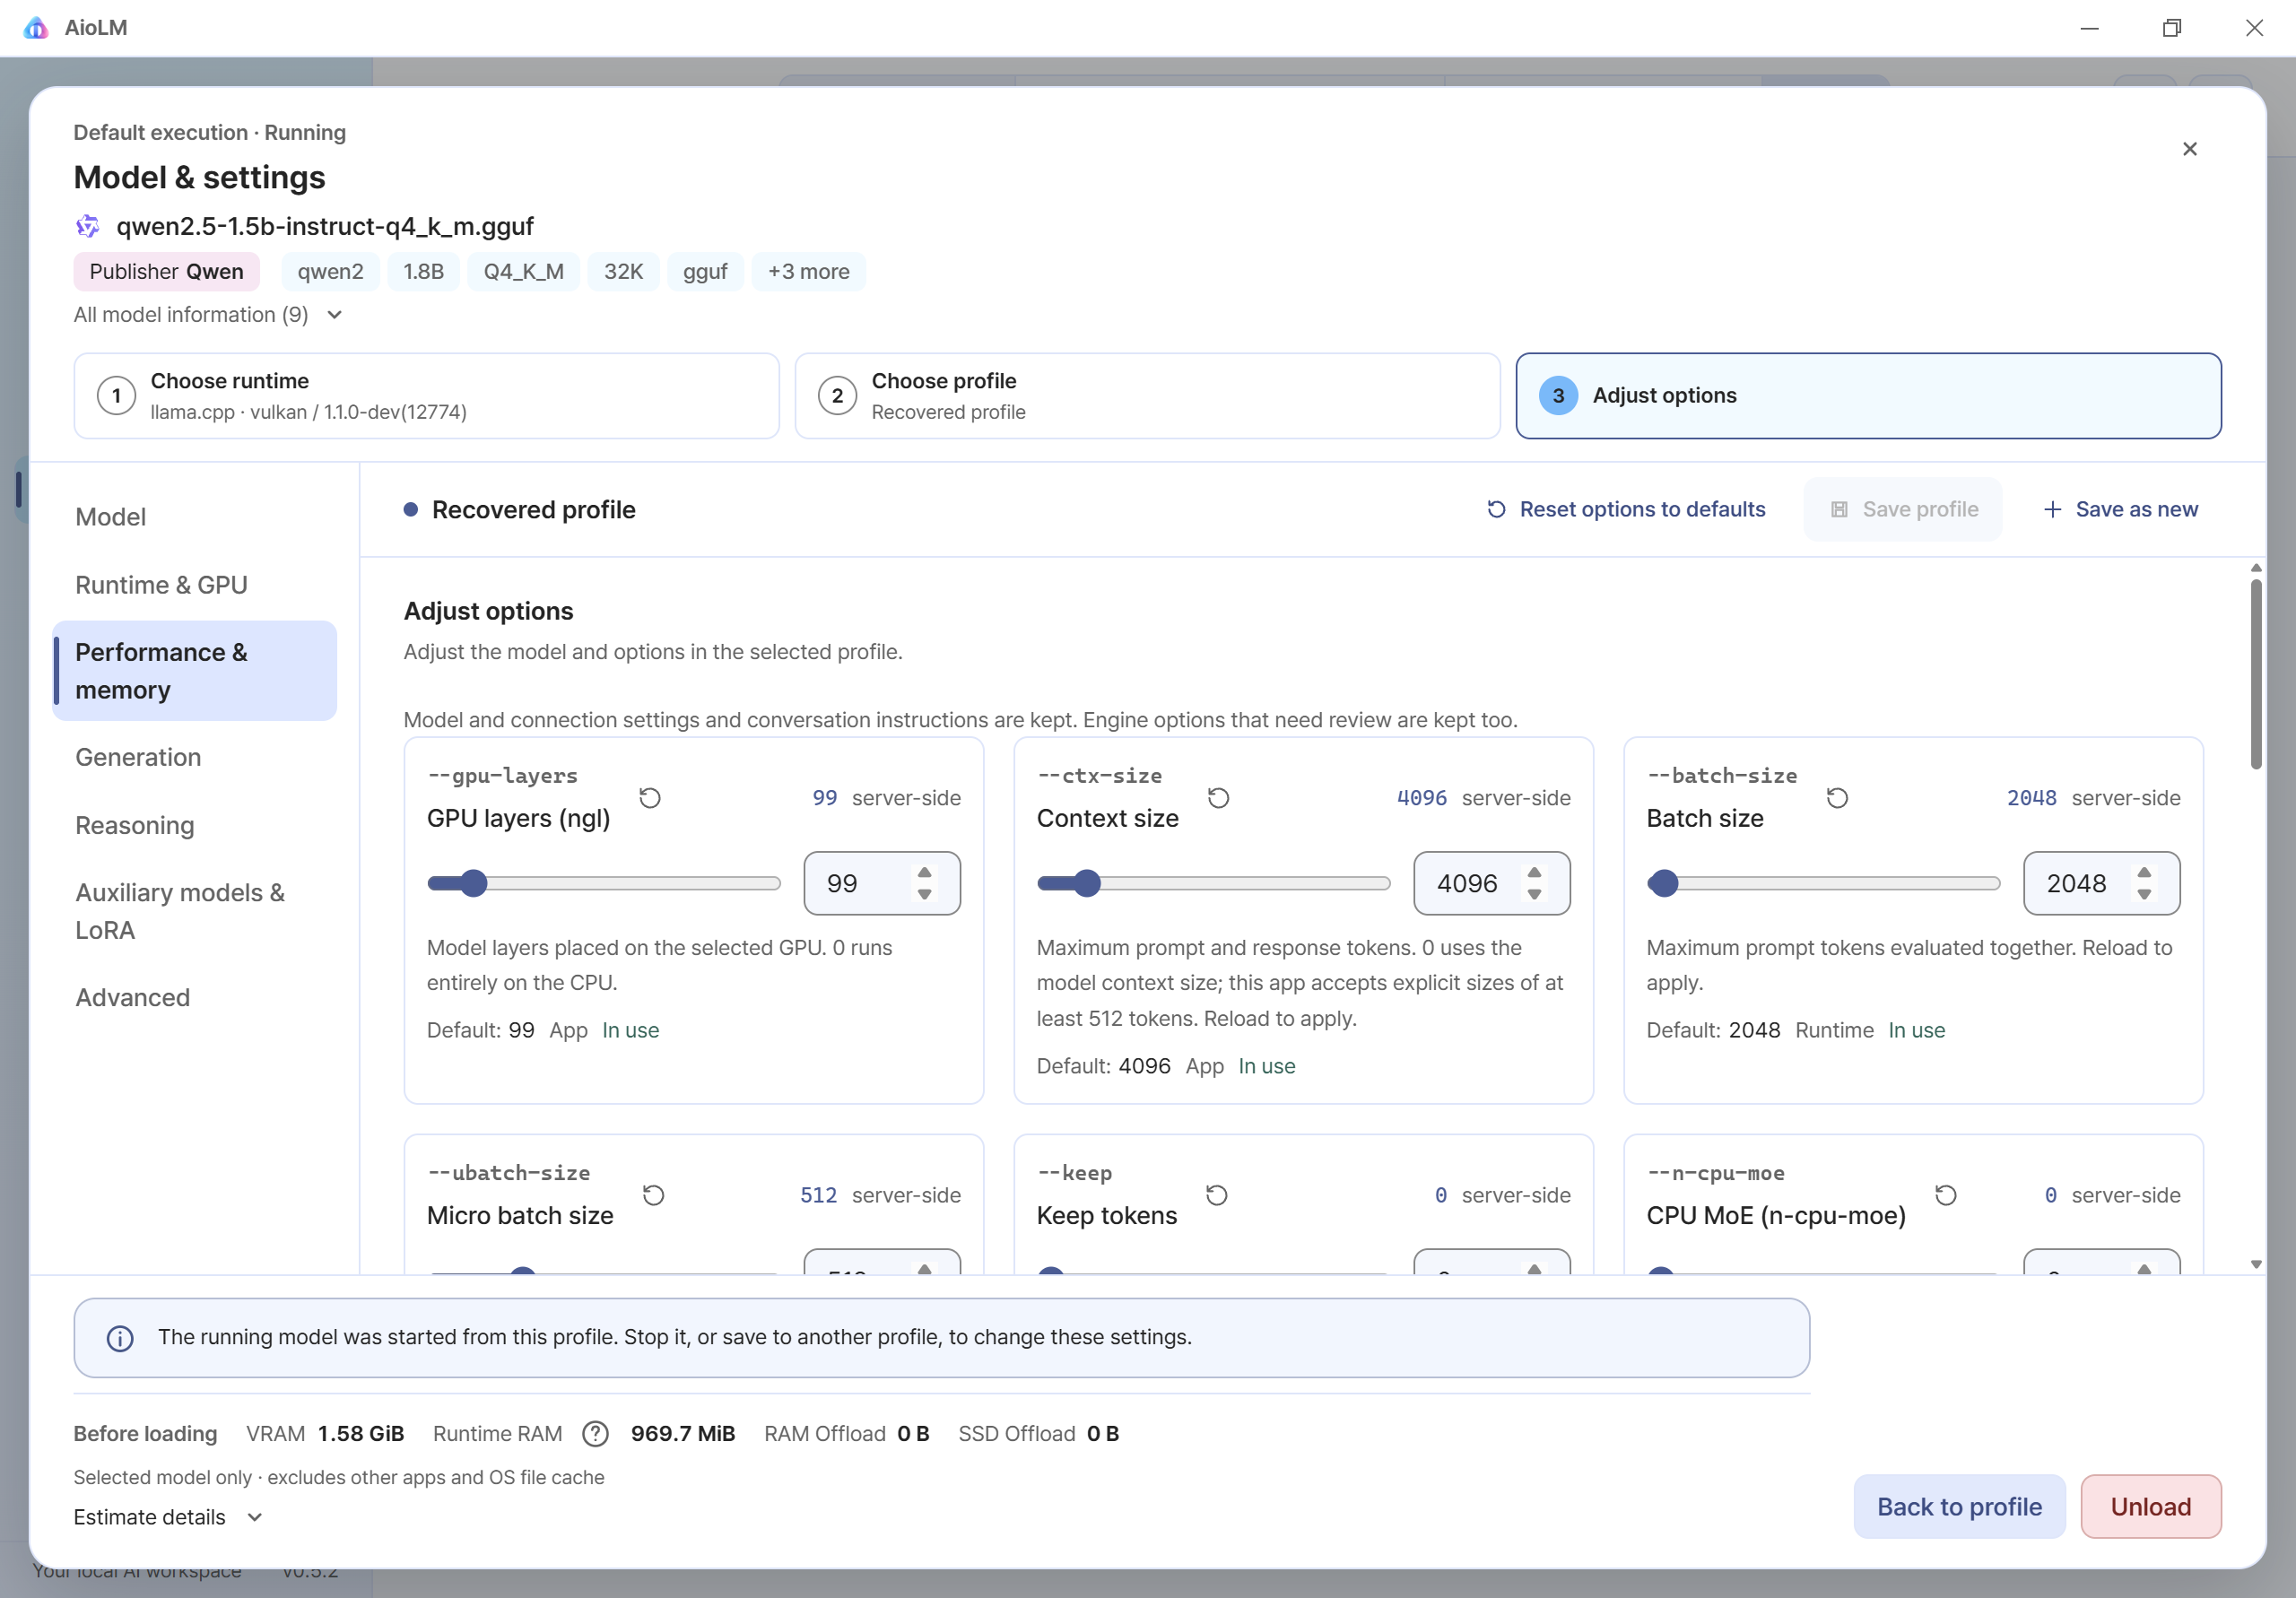 AioLM
Default execution · Running
Model & settings
qwen2.5-1.5b-instruct-q4_k_m.gguf
Publisher Qwen qwen2 1.8B Q4_K_M 32K gguf +3 more
All model information (9)
1 Choose runtime
llama.cpp · vulkan / 1.1.0-dev(12774)
2 Choose profile
Recovered profile
3 Adjust options
Model
Runtime & GPU
Performance &
memory
Generation
Reasoning
Auxiliary models &
LoRA
Advanced
Recovered profile
Reset options to defaults
Save profile
Save as new
Adjust options
Adjust the model and options in the selected profile.
Model and connection settings and conversation instructions are kept. Engine options that need review are kept too.
--gpu-layers
GPU layers (ngl)
99 server-side
99
Model layers placed on the selected GPU. 0 runs
entirely on the CPU.
Default: 99 App In use
--ctx-size
Context size
4096 server-side
4096
Maximum prompt and response tokens. 0 uses the
model context size; this app accepts explicit sizes of at
least 512 tokens. Reload to apply.
Default: 4096 App In use
--batch-size
Batch size
2048 server-side
2048
Maximum prompt tokens evaluated together. Reload to
apply.
Default: 2048 Runtime In use
--ubatch-size
Micro batch size
512 server-side
--keep
Keep tokens
0 server-side
--n-cpu-moe
CPU MoE (n-cpu-moe)
0 server-side
The running model was started from this profile. Stop it, or save to another profile, to change these settings.
Before loading VRAM 1.58 GiB Runtime RAM ? 969.7 MiB RAM Offload 0 B SSD Offload 0 B
Selected model only · excludes other apps and OS file cache
Estimate details
Back to profile
Unload
Your local AI workspace v0.5.2